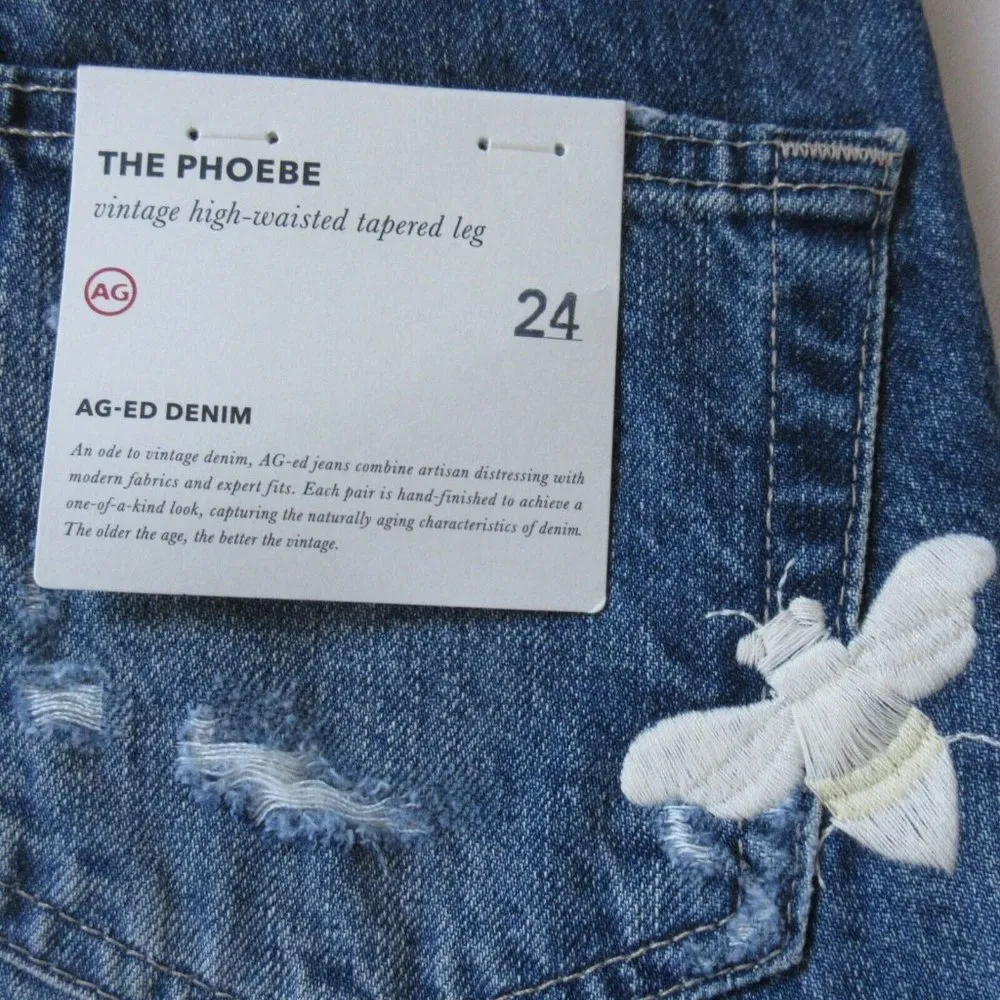 THE PHOEBE
vintage high-waisted tapered leg
AG
24
AG-ED DENIM
An ode to vintage denim, AG-ed jeans combine artisan distressing with
modern fabrics and expert fits. Each pair is hand-finished to achieve a
one-of-a-kind look, capturing the naturally aging characteristics of denim.
The older the age, the better the vintage.